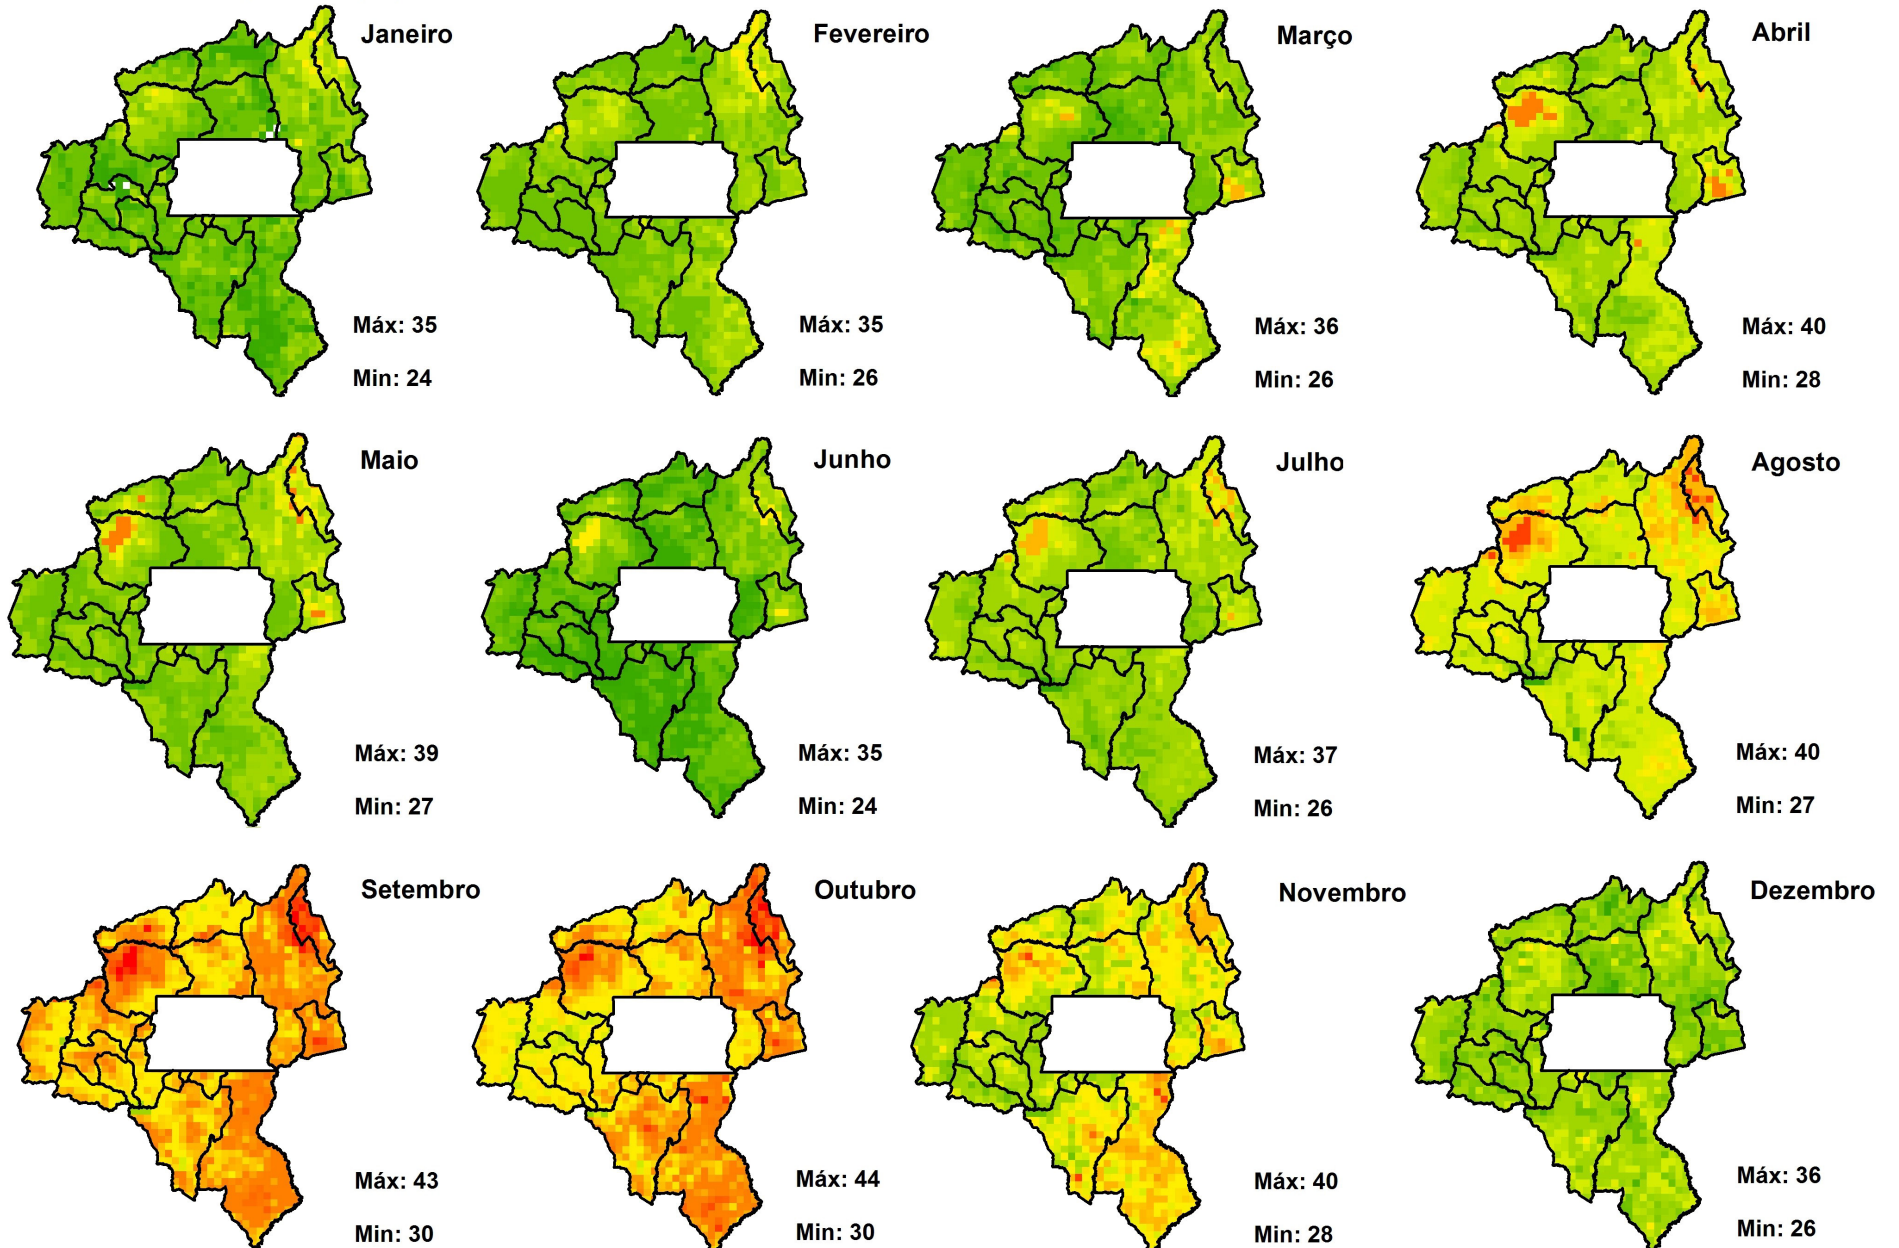 Janeiro
Máx: 35
Min: 24
Fevereiro
Máx: 35
Min: 26
Março
Máx: 36
Min: 26
Abril
Máx: 40
Min: 28
Maio
Máx: 39
Min: 27
Junho
Máx: 35
Min: 24
Julho
Máx: 37
Min: 26
Agosto
Máx: 40
Min: 27
Setembro
Máx: 43
Min: 30
Outubro
Máx: 44
Min: 30
Novembro
Máx: 40
Min: 28
Dezembro
Máx: 36
Min: 26